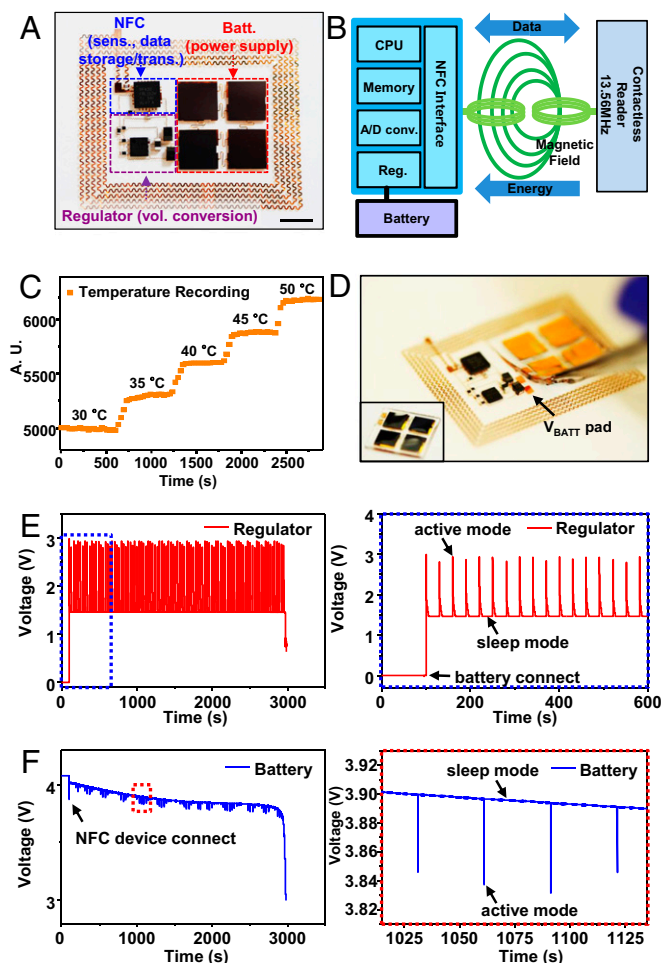 A
NFC
(sens., data
storage/trans.)
Batt.
(power supply)
Regulator (vol. conversion)
B
CPU
Memory
A/D conv.
Reg.
NFC Interface
Battery
Data
Magnetic
Field
Energy
Contactless
Reader
13.56MHz
C
Temperature Recording
A. U.
6000
5500
5000
30 °C
35 °C
40 °C
45 °C
50 °C
0 500 1000 1500 2000 2500
Time (s)
D
VBATT pad
E
Regulator
Voltage (V)
3
2
1
0
0 1000 2000 3000
Time (s)
active mode
Regulator
sleep mode
battery connect
Voltage (V)
4
3
2
1
0
0 200 400 600
Time (s)
F
Battery
NFC device connect
Voltage (V)
4
3
0 1000 2000 3000
Time (s)
sleep mode
Battery
active mode
Voltage (V)
3.93
3.90
3.87
3.84
3.81
1025 1050 1075 1100 1125
Time (s)